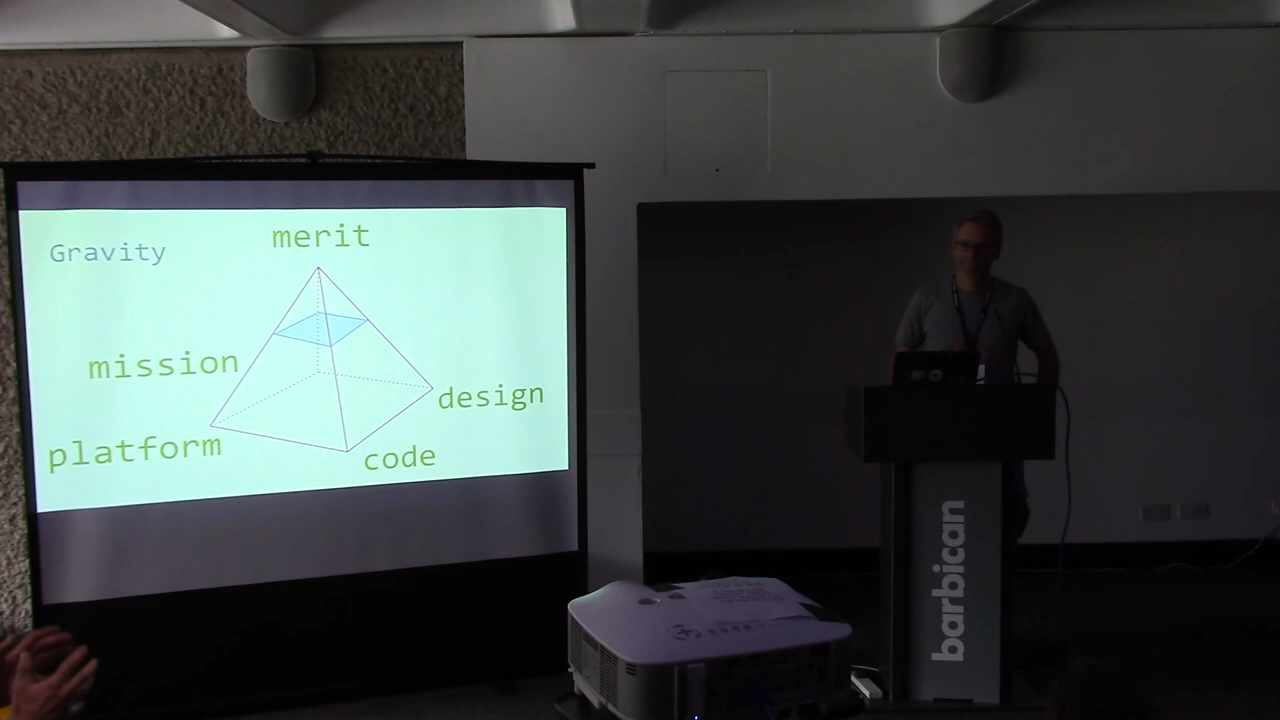 Gravity
merit
mission
design
platform
code
barbican